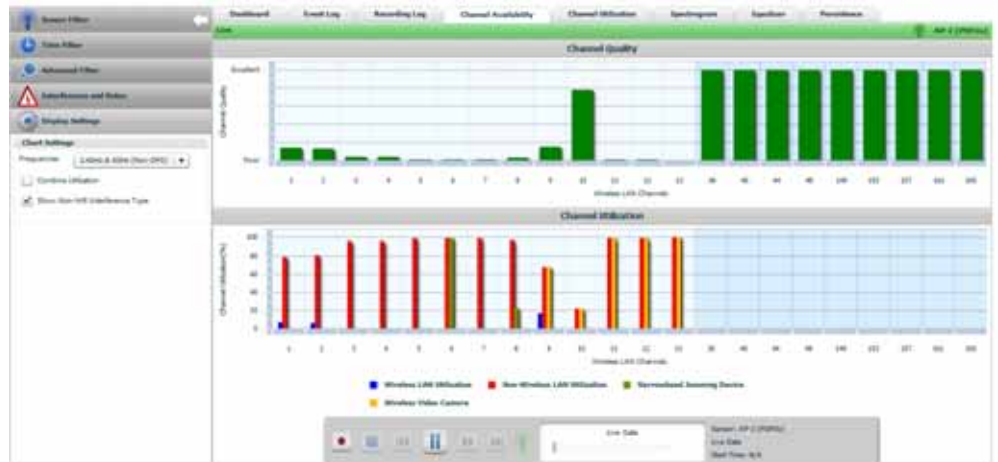 Dashboard Event Log Recording Log Channel Availability Channel Utilization Spectrogram Equalizer Persistence
Sensor Filter
Live
Time Filter
Channel Quality
Advanced Filter
Interferences and Noises
Display Settings
Chart Settings
Frequencies
Combine Utilization
Show Non-Wifi Interference Type
Excellent
Channel Quality
Poor
1 2 3 4 5 6 7 8 9 10 11 12 13 36 40 44 48 149 153 157 161 165
Wireless LAN Channels
Channel Utilization
Channel Utilization(%)
100
80
60
40
20
0
1 2 3 4 5 6 7 8 9 10 11 12 13 36 40 44 48 149 153 157 161 165
Wireless LAN Channels
Wireless LAN Utilization Non-Wireless LAN Utilization Narrowband Jamming Device
Wireless Video Camera
Live Data
Live Data
Start Time: N/A